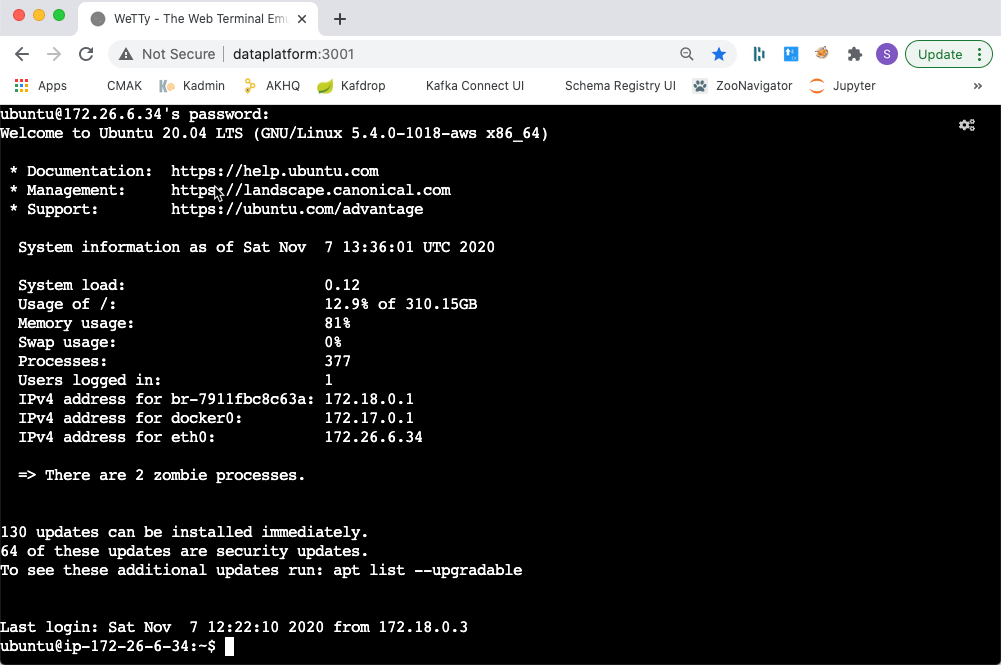 WeTTy - The Web Terminal Emu
Not Secure dataplatform:3001
S
Update
Apps CMAK Kadmin AKHQ Kafdrop Kafka Connect UI Schema Registry UI ZooNavigator Jupyter »
ubuntu@172.26.6.34's password:
Welcome to Ubuntu 20.04 LTS (GNU/Linux 5.4.0-1018-aws x86_64)
* Documentation: https://help.ubuntu.com
* Management: https://landscape.canonical.com
* Support: https://ubuntu.com/advantage
System information as of Sat Nov  7 13:36:01 UTC 2020
System load: 0.12
Usage of /: 12.9% of 310.15GB
Memory usage: 81%
Swap usage: 0%
Processes: 377
Users logged in: 1
IPv4 address for br-7911fbc8c63a: 172.18.0.1
IPv4 address for docker0: 172.17.0.1
IPv4 address for eth0: 172.26.6.34
=> There are 2 zombie processes.
130 updates can be installed immediately.
64 of these updates are security updates.
To see these additional updates run: apt list --upgradable
Last login: Sat Nov  7 12:22:10 2020 from 172.18.0.3
ubuntu@ip-172-26-6-34:~$